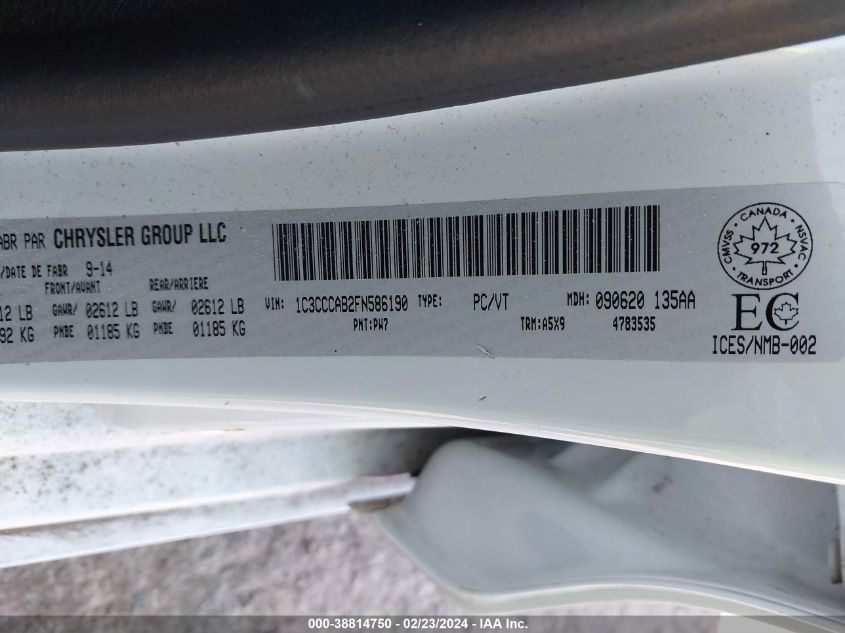 ABR PAR CHRYSLER GROUP LLC
/DATE DE FABR 9-14
FRONT/AVANT REAR/ARRIERE
12 LB GAWR/ 02612 LB GAWR/ 02612 LB
92 KG PNBE 01185 KG PNBE 01185 KG
VIN: 1C3CCCAB2FN586190 TYPE: PC/VT MDH: 090620 135AA
PNT:PW7 TRM:A5X9 4783535
CANADA
CMVSS 972 NSVAC
TRANSPORT
EC
ICES/NMB-002
000-38814750 - 02/23/2024 - IAA Inc.